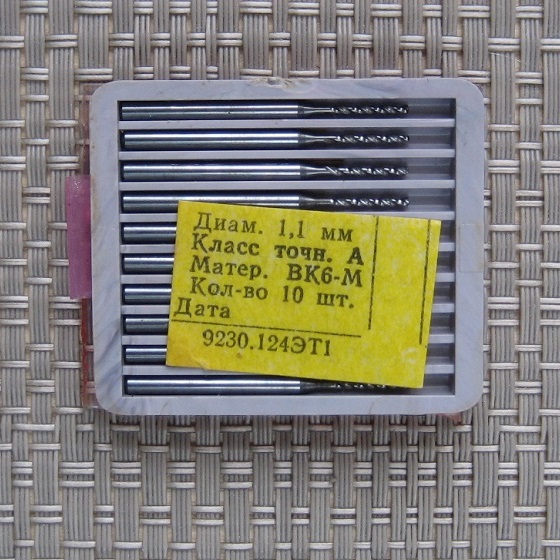 Диам. 1,1 мм
Класс точн. А
Матер. ВК6-М
Кол-во 10 шт.
Дата
9230.124ЭТ1